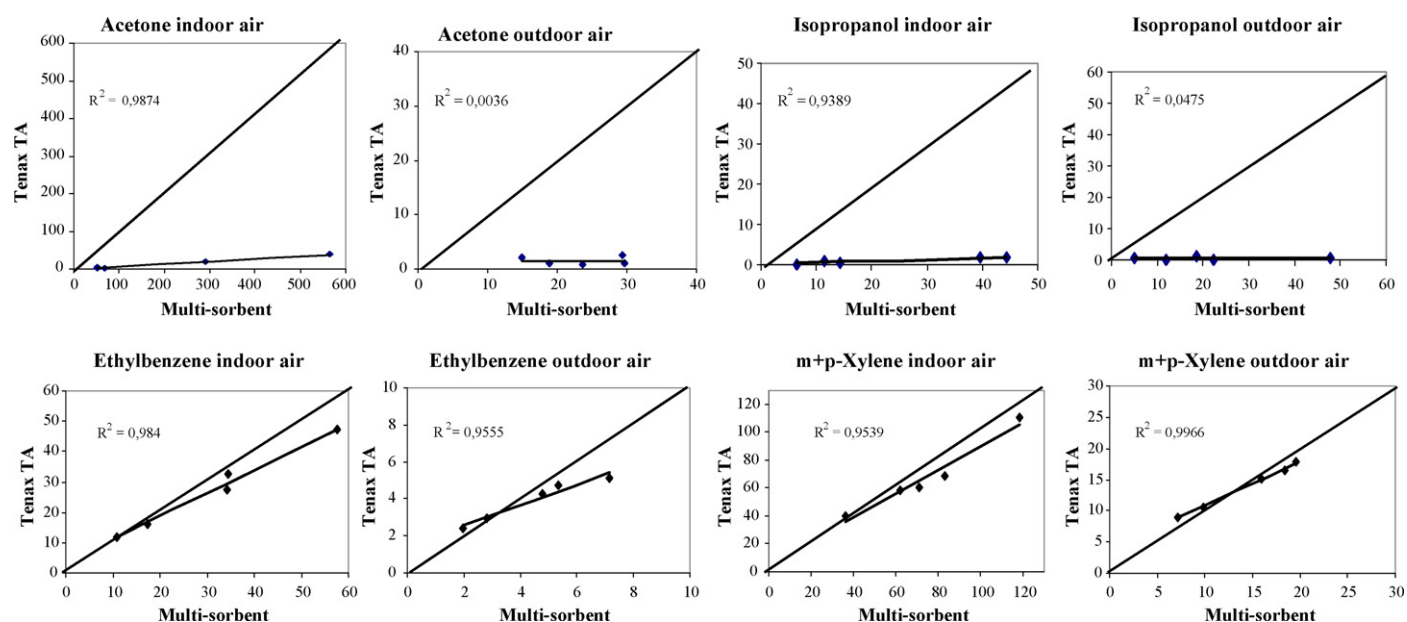 Acetone indoor air
600
500
400
300
200
100
0
R² = 0,9874
Tenax TA
0 100 200 300 400 500 600
Multi-sorbent
Acetone outdoor air
40
30
20
10
0
R² = 0,0036
Tenax TA
0 10 20 30 40
Multi-sorbent
Isopropanol indoor air
50
40
30
20
10
0
R² = 0,9389
Tenax TA
0 10 20 30 40 50
Multi-sorbent
Isopropanol outdoor air
60
50
40
30
20
10
0
R² = 0,0475
Tenax TA
0 10 20 30 40 50 60
Multi-sorbent
Ethylbenzene indoor air
60
50
40
30
20
10
0
R² = 0,984
Tenax TA
0 10 20 30 40 50 60
Multi-sorbent
Ethylbenzene outdoor air
10
8
6
4
2
0
R² = 0,9555
Tenax TA
0 2 4 6 8 10
Multi-sorbent
m+p-Xylene indoor air
120
100
80
60
40
20
0
R² = 0,9539
Tenax TA
0 20 40 60 80 100 120
Multi-sorbent
m+p-Xylene outdoor air
30
25
20
15
10
5
0
R² = 0,9966
Tenax TA
0 5 10 15 20 25 30
Multi-sorbent